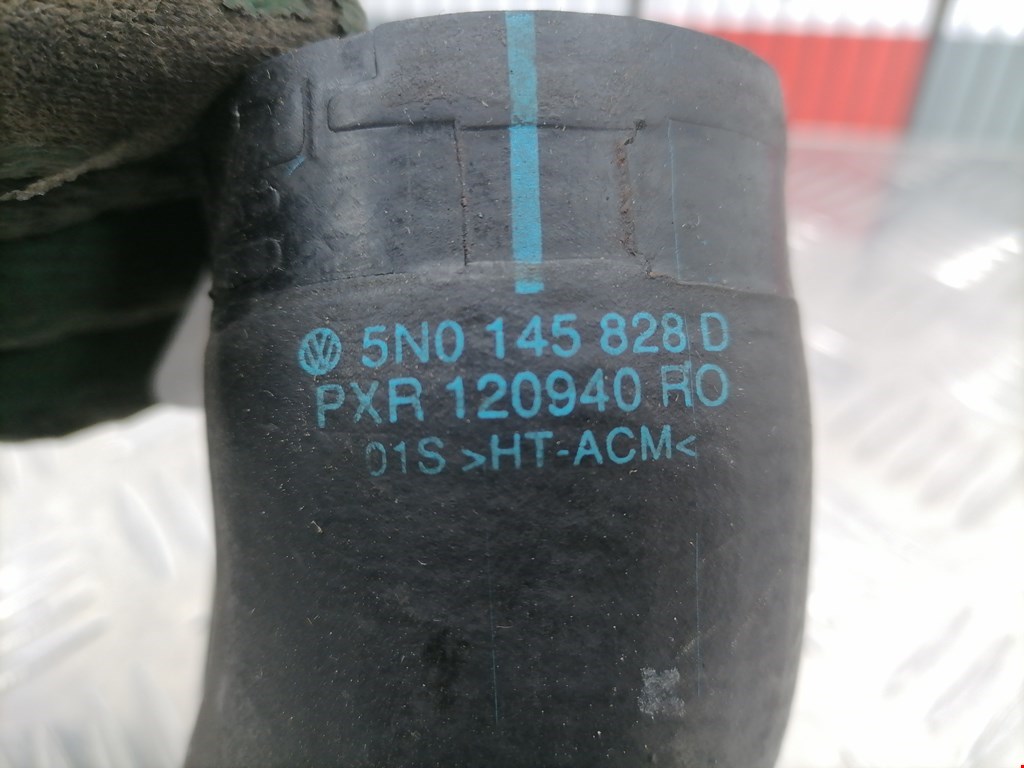 5N0 145 828 D
PXR 120940 RO
01S >HT-ACM<